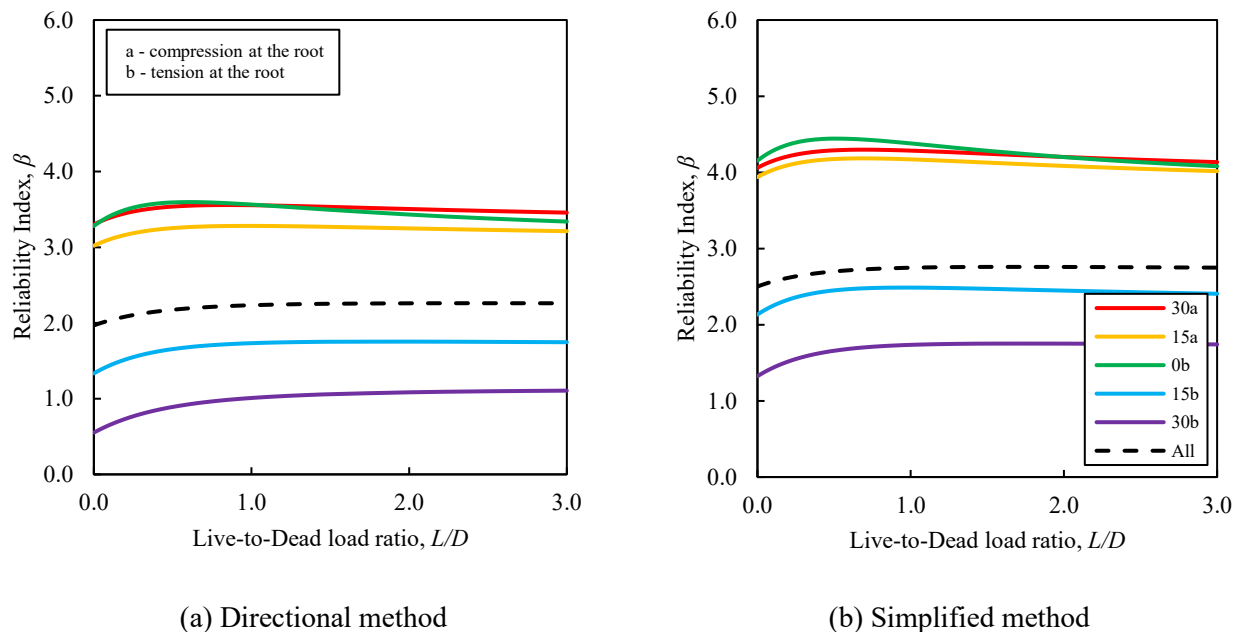 6.0
5.0
4.0
3.0
2.0
1.0
0.0
Reliability Index, β
a - compression at the root
b - tension at the root
0.0 1.0 2.0 3.0
Live-to-Dead load ratio, L/D
(a) Directional method
6.0
5.0
4.0
3.0
2.0
1.0
0.0
Reliability Index, β
30a
15a
0b
15b
30b
All
0.0 1.0 2.0 3.0
Live-to-Dead load ratio, L/D
(b) Simplified method